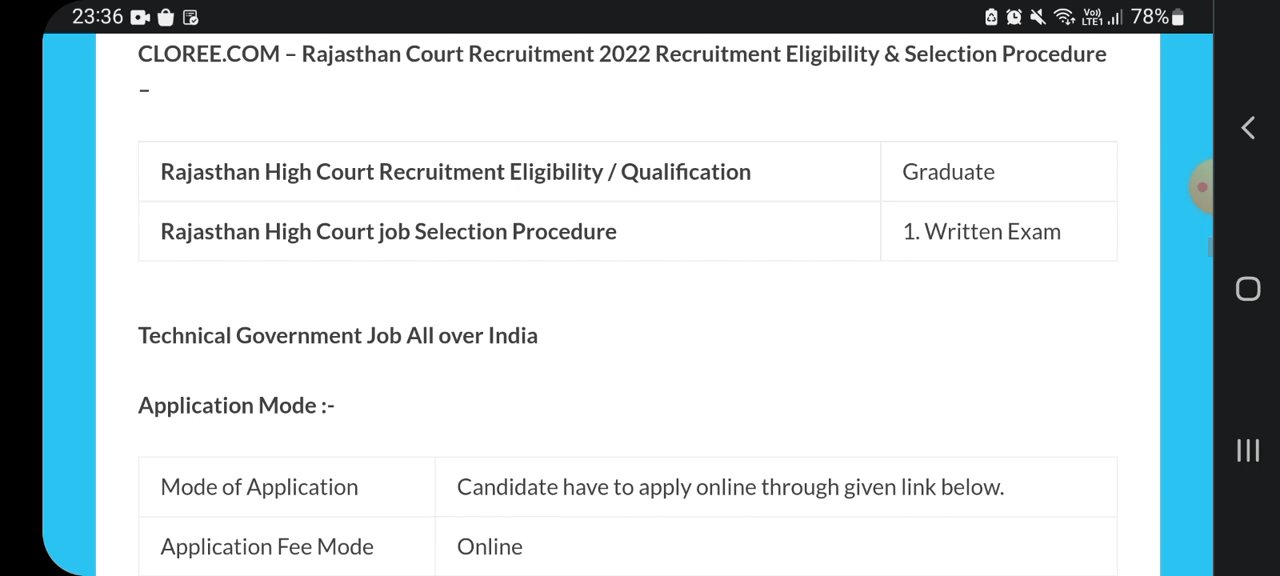 23:36 Vo)) LTE1 78%
CLOREE.COM – Rajasthan Court Recruitment 2022 Recruitment Eligibility & Selection Procedure
–
Rajasthan High Court Recruitment Eligibility / Qualification Graduate
Rajasthan High Court job Selection Procedure 1. Written Exam
Technical Government Job All over India
Application Mode :-
Mode of Application Candidate have to apply online through given link below.
Application Fee Mode Online